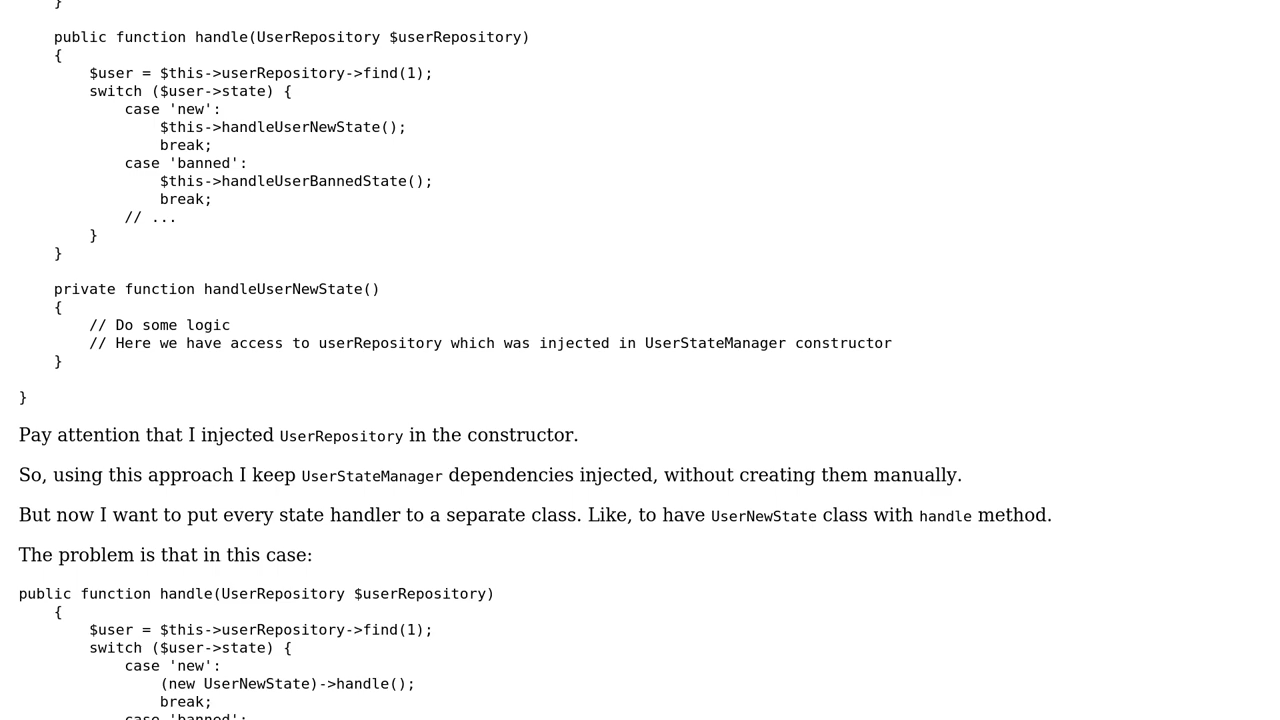 }
    public function handle(UserRepository $userRepository)
    {
        $user = $this->userRepository->find(1);
        switch ($user->state) {
            case 'new':
                $this->handleUserNewState();
                break;
            case 'banned':
                $this->handleUserBannedState();
                break;
            // ...
        }
    }
    private function handleUserNewState()
    {
        // Do some logic
        // Here we have access to userRepository which was injected in UserStateManager constructor
    }
}
Pay attention that I injected UserRepository in the constructor.
So, using this approach I keep UserStateManager dependencies injected, without creating them manually.
But now I want to put every state handler to a separate class. Like, to have UserNewState class with handle method.
The problem is that in this case:
public function handle(UserRepository $userRepository)
    {
        $user = $this->userRepository->find(1);
        switch ($user->state) {
            case 'new':
                (new UserNewState)->handle();
                break;
            case 'banned':